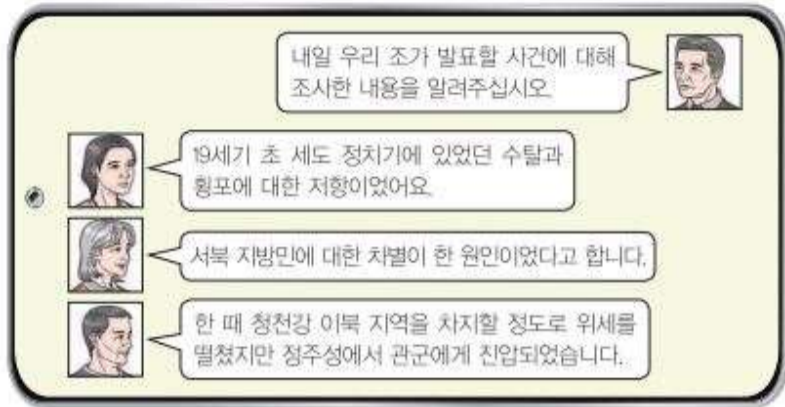 내일 우리 조가 발표할 사건에 대해
조사한 내용을 알려주십시오.
19세기 초 세도 정치기에 있었던 수탈과
횡포에 대한 저항이었어요.
서북 지방민에 대한 차별이 한 원인이었다고 합니다.
한 때 청천강 이북 지역을 차지할 정도로 위세를
떨쳤지만 정주성에서 관군에게 진압되었습니다.